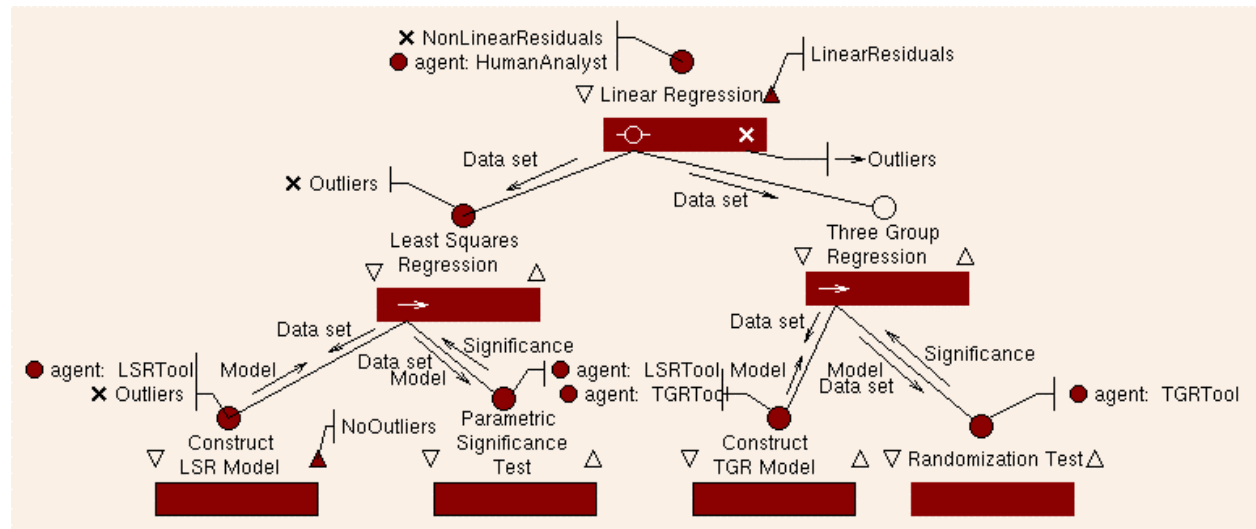 NonLinearResiduals
agent: HumanAnalyst
LinearResiduals
Linear Regression
Data set
Outliers
Outliers
Data set
Least Squares
Regression
Three Group
Regression
Data set
Data set
Significance
Significance
agent: LSRTool
Model
Data set
Model
agent: LSRTool
Model
Model
Data set
Outliers
agent: TGRTool
agent: TGRTool
NoOutliers
Construct
LSR Model
Parametric
Significance
Test
Construct
TGR Model
Randomization Test